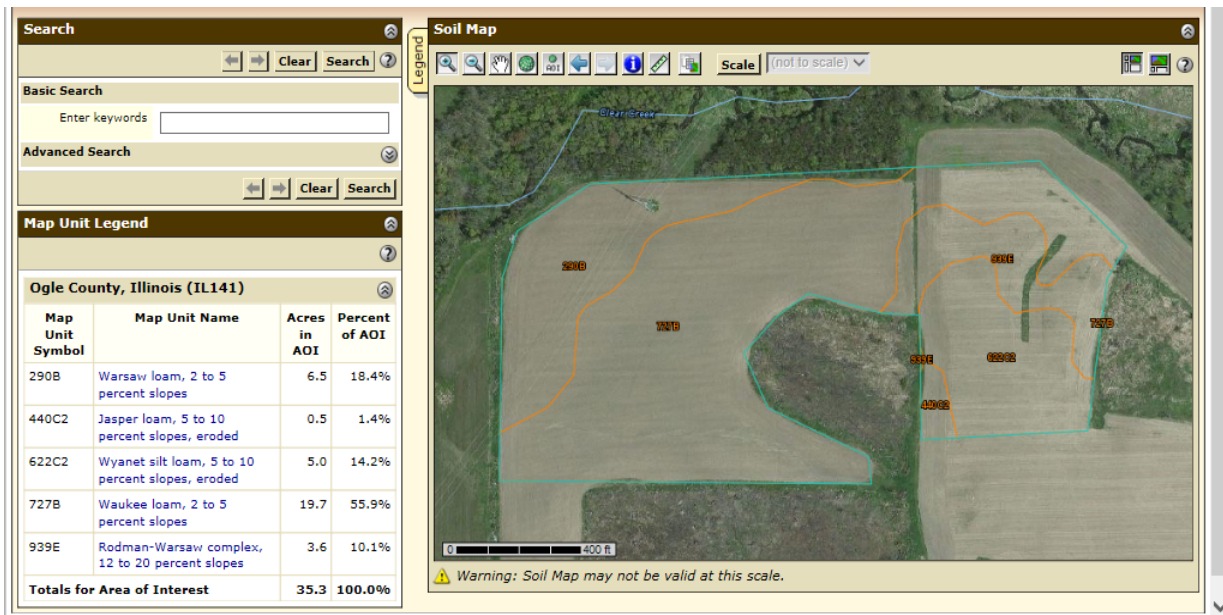 Search
Clear Search
Basic Search
Enter keywords
Advanced Search
Clear Search
Map Unit Legend
Ogle County, Illinois (IL141)
Map Unit Symbol Map Unit Name Acres in AOI Percent of AOI
290B Warsaw loam, 2 to 5 percent slopes 6.5 18.4%
440C2 Jasper loam, 5 to 10 percent slopes, eroded 0.5 1.4%
622C2 Wyanet silt loam, 5 to 10 percent slopes, eroded 5.0 14.2%
727B Waukee loam, 2 to 5 percent slopes 19.7 55.9%
939E Rodman-Warsaw complex, 12 to 20 percent slopes 3.6 10.1%
Totals for Area of Interest 35.3 100.0%
Legend
Soil Map
AOI
Scale (not to scale)
Clear Creek
290B
939E
727B
727B
939E
622C2
440C2
0 400 ft
Warning: Soil Map may not be valid at this scale.